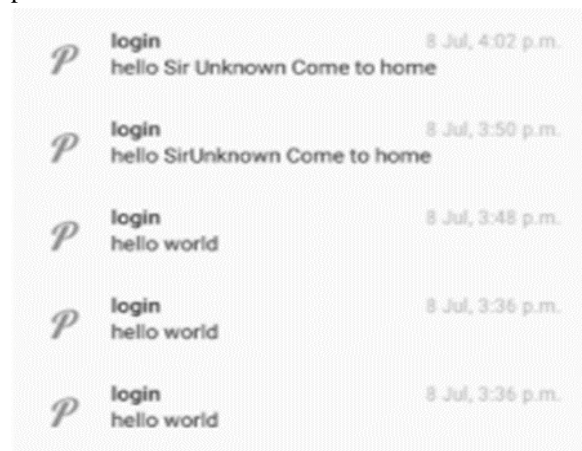 login 8 Jul, 4:02 p.m.
hello Sir Unknown Come to home
login 8 Jul, 3:50 p.m.
hello SirUnknown Come to home
login 8 Jul, 3:48 p.m.
hello world
login 8 Jul, 3:36 p.m.
hello world
login 8 Jul, 3:36 p.m.
hello world